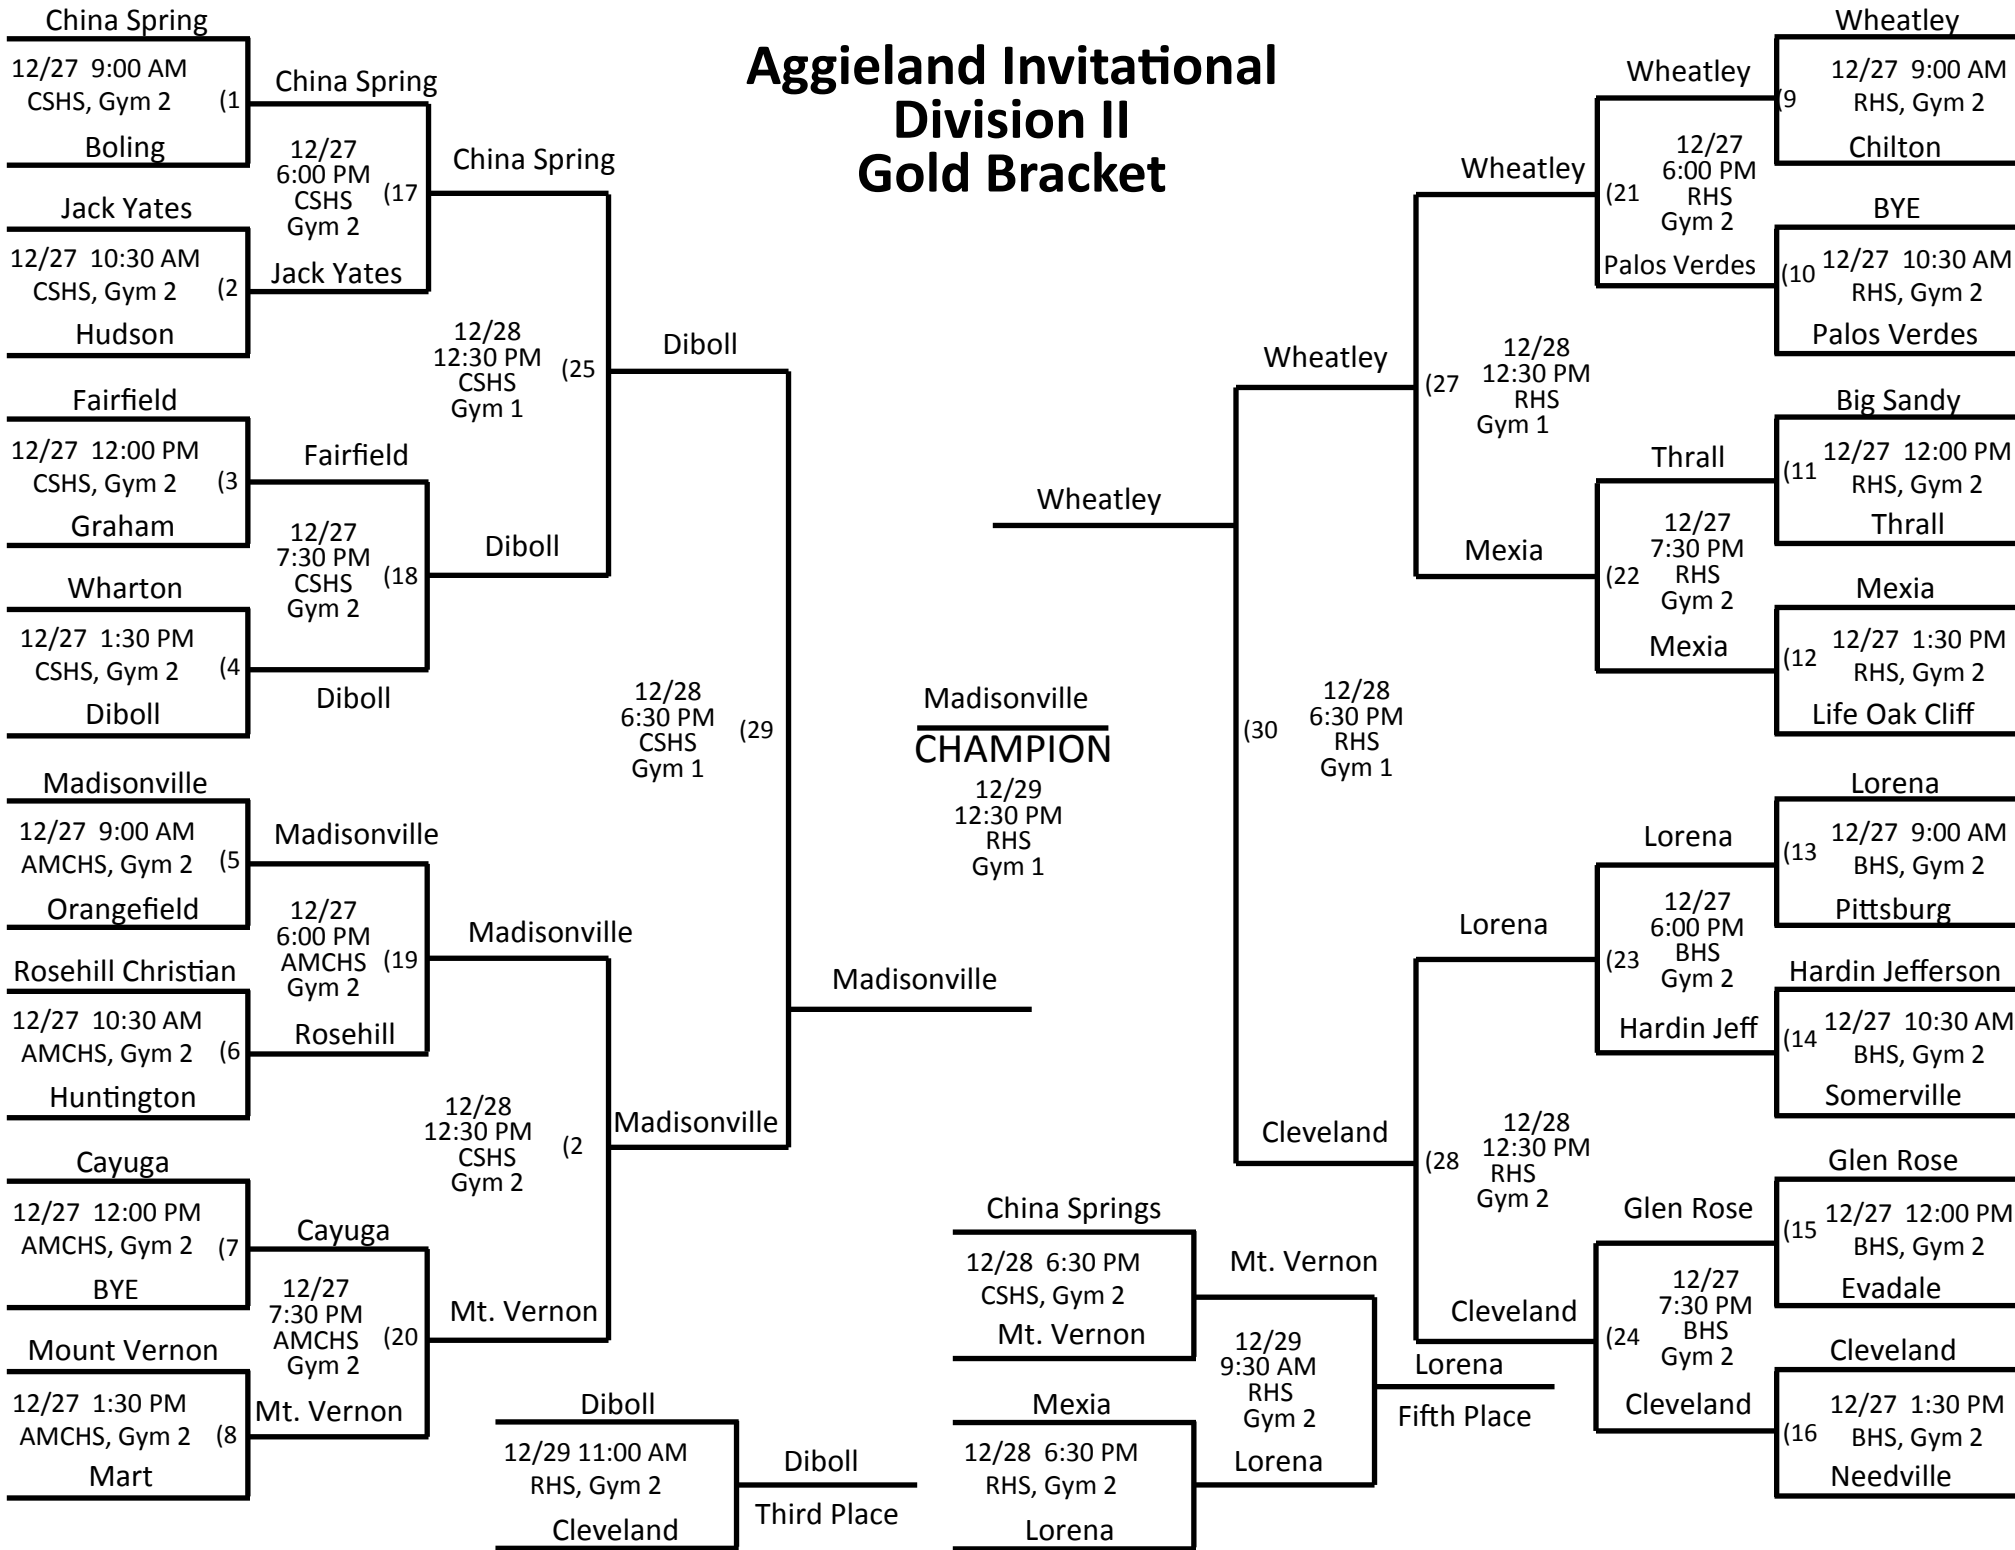 Aggieland Invitational
Division II
Gold Bracket
China Spring
12/27 9:00 AM
CSHS, Gym 2
(1
Boling
Jack Yates
12/27 10:30 AM
CSHS, Gym 2
(2
Hudson
Fairfield
12/27 12:00 PM
CSHS, Gym 2
(3
Graham
Wharton
12/27 1:30 PM
CSHS, Gym 2
(4
Diboll
Madisonville
12/27 9:00 AM
AMCHS, Gym 2
(5
Orangefield
Rosehill Christian
12/27 10:30 AM
AMCHS, Gym 2
(6
Huntington
Cayuga
12/27 12:00 PM
AMCHS, Gym 2
(7
BYE
Mount Vernon
12/27 1:30 PM
AMCHS, Gym 2
(8
Mart
China Spring
12/27
6:00 PM
CSHS
Gym 2
(17
Jack Yates
Fairfield
12/27
7:30 PM
CSHS
Gym 2
(18
Diboll
Madisonville
12/27
6:00 PM
AMCHS
Gym 2
(19
Rosehill
Cayuga
12/27
7:30 PM
AMCHS
Gym 2
(20
Mt. Vernon
China Spring
12/28
12:30 PM
CSHS
Gym 1
(25
Diboll
Madisonville
12/28
12:30 PM
CSHS
Gym 2
(2
Mt. Vernon
Diboll
12/28
6:30 PM
CSHS
Gym 1
(29
Madisonville
Madisonville
Wheatley
Madisonville
CHAMPION
12/29
12:30 PM
RHS
Gym 1
Wheatley
12/28
6:30 PM
RHS
Gym 1
(30
Cleveland
Wheatley
12/28
12:30 PM
RHS
Gym 1
(27
Mexia
Lorena
12/28
12:30 PM
RHS
Gym 2
(28
Cleveland
Wheatley
12/27
6:00 PM
RHS
Gym 2
(21
Palos Verdes
Thrall
12/27
7:30 PM
RHS
Gym 2
(22
Mexia
Lorena
12/27
6:00 PM
BHS
Gym 2
(23
Hardin Jeff
Glen Rose
12/27
7:30 PM
BHS
Gym 2
(24
Cleveland
Wheatley
12/27 9:00 AM
RHS, Gym 2
(9
Chilton
BYE
12/27 10:30 AM
RHS, Gym 2
(10
Palos Verdes
Big Sandy
12/27 12:00 PM
RHS, Gym 2
(11
Thrall
Mexia
12/27 1:30 PM
RHS, Gym 2
(12
Life Oak Cliff
Lorena
12/27 9:00 AM
BHS, Gym 2
(13
Pittsburg
Hardin Jefferson
12/27 10:30 AM
BHS, Gym 2
(14
Somerville
Glen Rose
12/27 12:00 PM
BHS, Gym 2
(15
Evadale
Cleveland
12/27 1:30 PM
BHS, Gym 2
(16
Needville
Diboll
12/29 11:00 AM
RHS, Gym 2
Cleveland
Diboll
Third Place
China Springs
12/28 6:30 PM
CSHS, Gym 2
Mt. Vernon
Mexia
12/28 6:30 PM
RHS, Gym 2
Lorena
Mt. Vernon
12/29
9:30 AM
RHS
Gym 2
Lorena
Lorena
Fifth Place